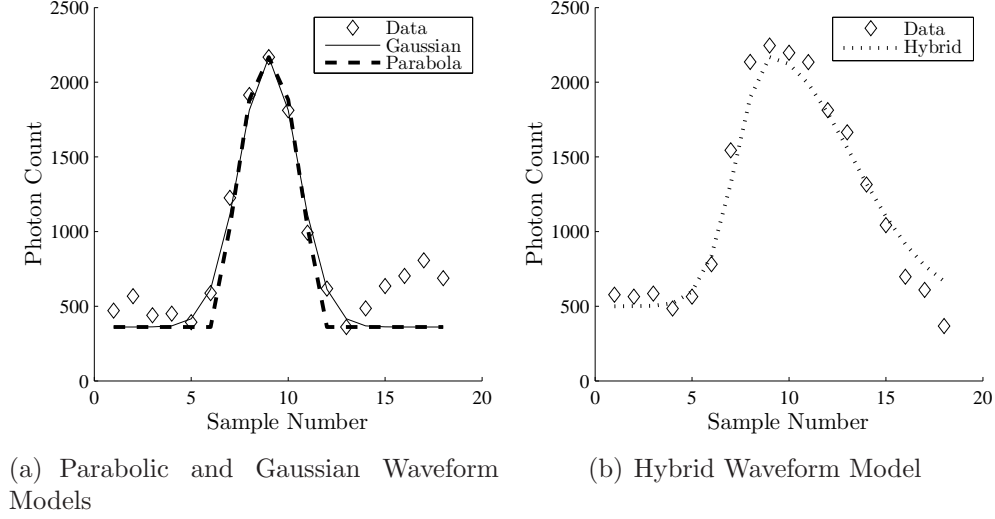 2500
2000
1500
1000
500
0
0 5 10 15 20
Photon Count
Sample Number
Data
Gaussian
Parabola
(a) Parabolic and Gaussian Waveform
Models
2500
2000
1500
1000
500
0
0 5 10 15 20
Photon Count
Sample Number
Data
Hybrid
(b) Hybrid Waveform Model